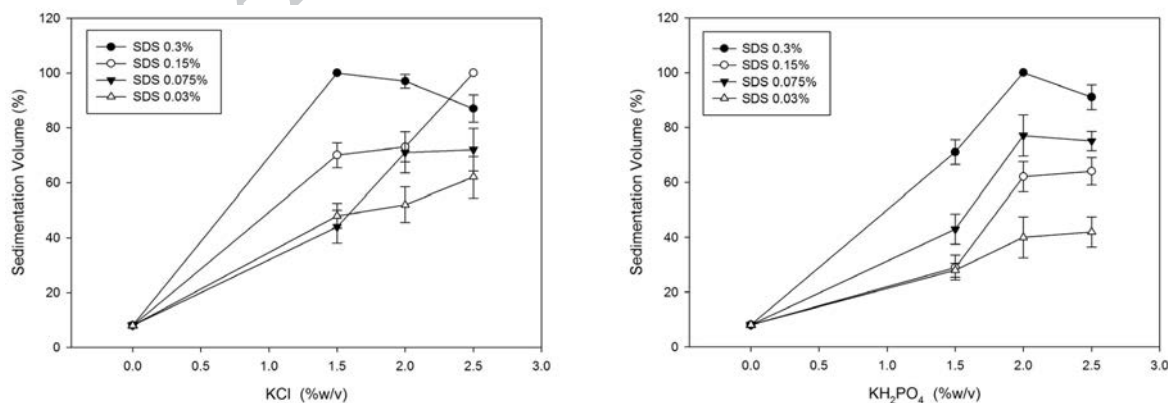 120
100
80
60
40
20
0
Sedimentation Volume (%)
SDS 0.3%
SDS 0.15%
SDS 0.075%
SDS 0.03%
0.0 0.5 1.0 1.5 2.0 2.5 3.0
KCl (%w/v)
120
100
80
60
40
20
0
Sedimentation Volume (%)
SDS 0.3%
SDS 0.15%
SDS 0.075%
SDS 0.03%
0.0 0.5 1.0 1.5 2.0 2.5 3.0
KH₂PO₄ (%w/v)